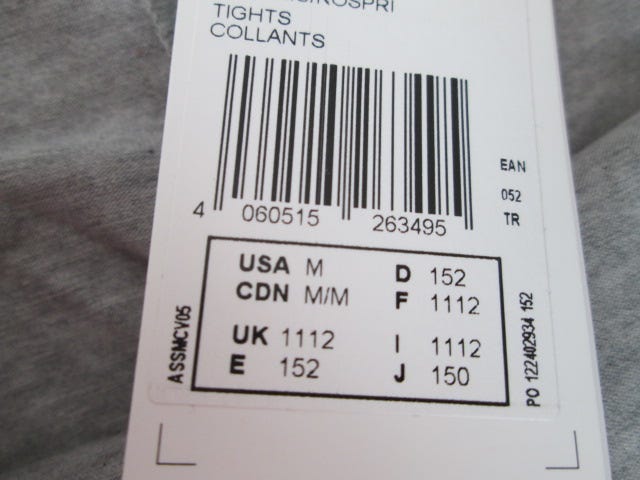 TIGHTS
COLLANTS
EAN
052
TR
4 060515 263495
USA M D 152
CDN M/M F 1112
UK 1112 I 1112
E 152 J 150
ASSMCV05
PO 122402934 152